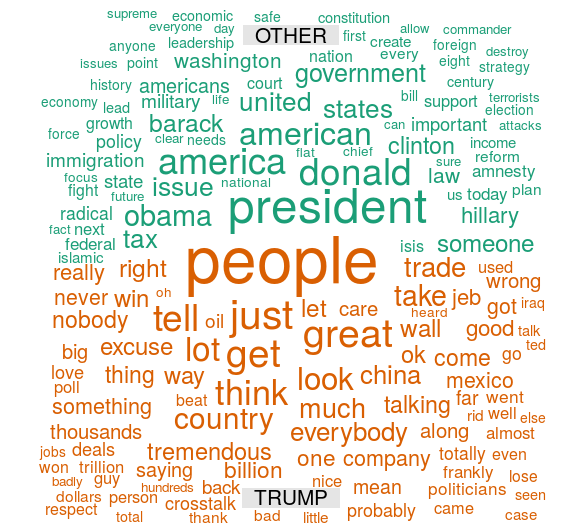 supreme economic safe constitution
everyone day OTHER allow commander
leadership first create foreign
anyone nation every destroy
issues point washington government eight strategy
history americans court century
economy military life united states bill support terrorists
lead election
growth barack american can important attacks
force policy clear needs clinton income
immigration america flat chief sure reform
focus state issue national donald law amnesty
fight future president us today plan
radical obama hillary
fact next tax isis someone
federal
islamic people
really right trade used
never win oh take jeb wrong
nobody tell oil just let care heard got iraq
great wall good talk
big excuse lot get ok come go ted
love thing way look china mexico
poll think far went
something beat country much talking rid well else
thousands everybody along almost
jobs deals tremendous one company totally even
won trillion saying billion frankly lose
badly guy nice mean politicians
dollars person hundreds back TRUMP seen
respect crosstalk probably came case
total thank bad little